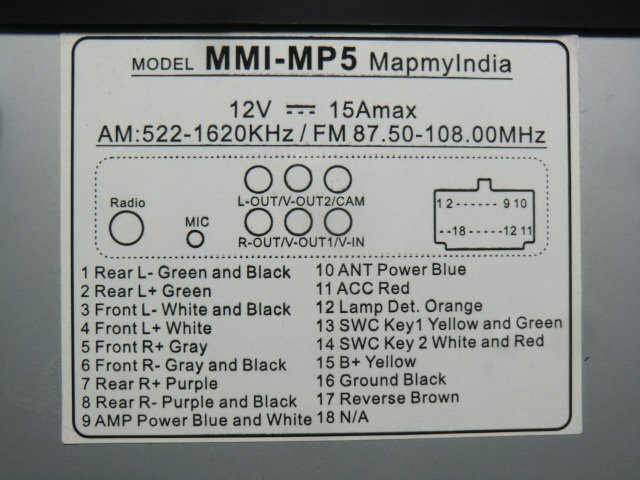 MODEL MMI-MP5 MapmyIndia
12V ⎓ 15Amax
AM:522-1620KHz / FM 87.50-108.00MHz
Radio
MIC
L-OUT/V-OUT2/CAM
R-OUT/V-OUT1/V-IN
1 2------- 9 10
--18------12 11
1 Rear L- Green and Black
2 Rear L+ Green
3 Front L- White and Black
4 Front L+ White
5 Front R+ Gray
6 Front R- Gray and Black
7 Rear R+ Purple
8 Rear R- Purple and Black
9 AMP Power Blue and White
10 ANT Power Blue
11 ACC Red
12 Lamp Det. Orange
13 SWC Key1 Yellow and Green
14 SWC Key 2 White and Red
15 B+ Yellow
16 Ground Black
17 Reverse Brown
18 N/A